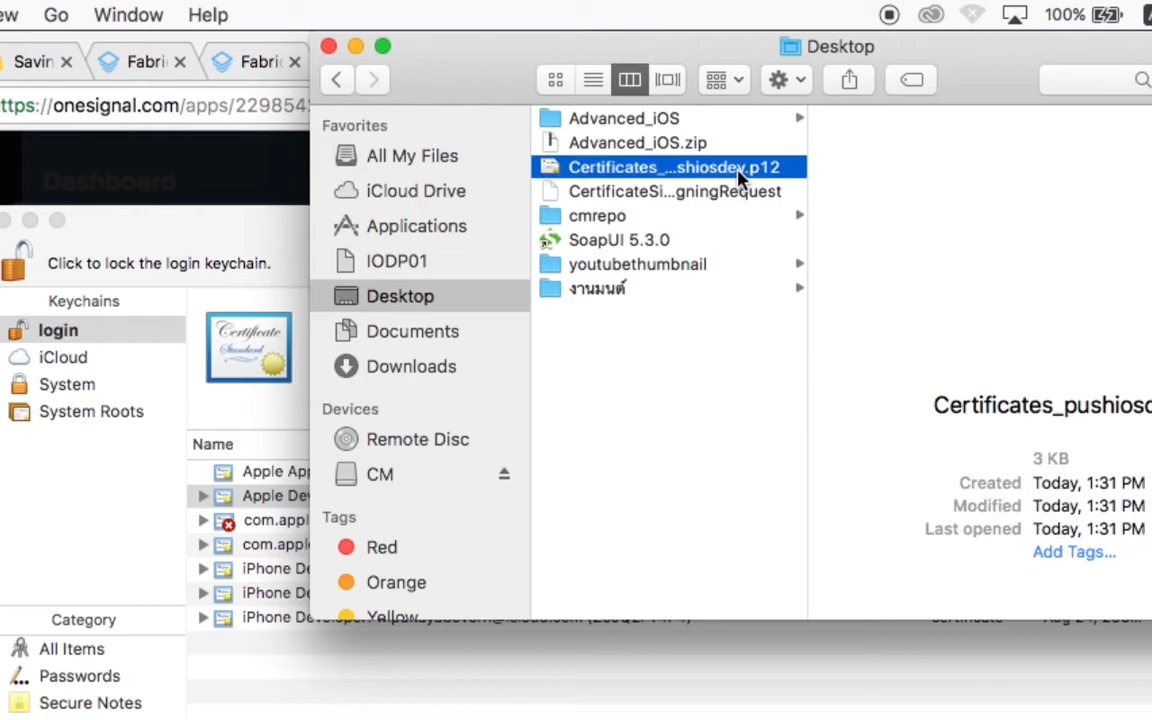 ew Go Window Help 100%
Savin Fabri Fabri
ttps://onesignal.com/apps/229854
Dashboard
Click to lock the login keychain.
Keychains
login
iCloud
System
System Roots
Certificate
Standard
Name
Apple App
Apple Dev
com.appl
com.apple
iPhone De
iPhone De
Category
All Items
Passwords
Secure Notes
Desktop
Favorites
All My Files
iCloud Drive
Applications
IODP01
Desktop
Documents
Downloads
Devices
Remote Disc
CM
Tags
Red
Orange
Yellow
Advanced_iOS
Advanced_iOS.zip
Certificates_...shiosdev.p12
CertificateSi...gningRequest
cmrepo
SoapUI 5.3.0
youtubethumbnail
งานมนต์
Certificates_pushiosd
3 KB
Created Today, 1:31 PM
Modified Today, 1:31 PM
Last opened Today, 1:31 PM
Add Tags...